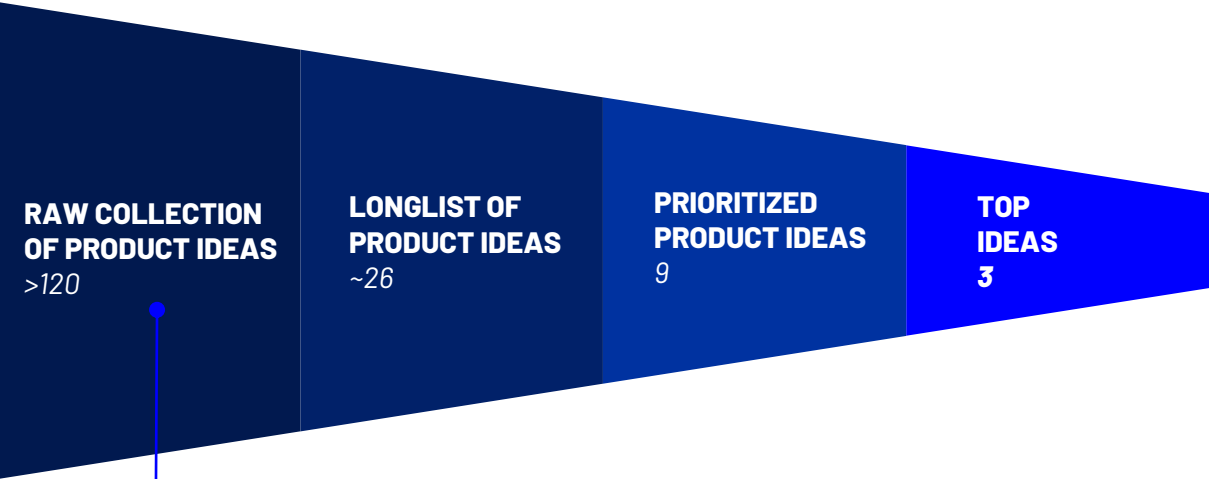 RAW COLLECTION
OF PRODUCT IDEAS
>120
LONGLIST OF
PRODUCT IDEAS
~26
PRIORITIZED
PRODUCT IDEAS
9
TOP
IDEAS
3